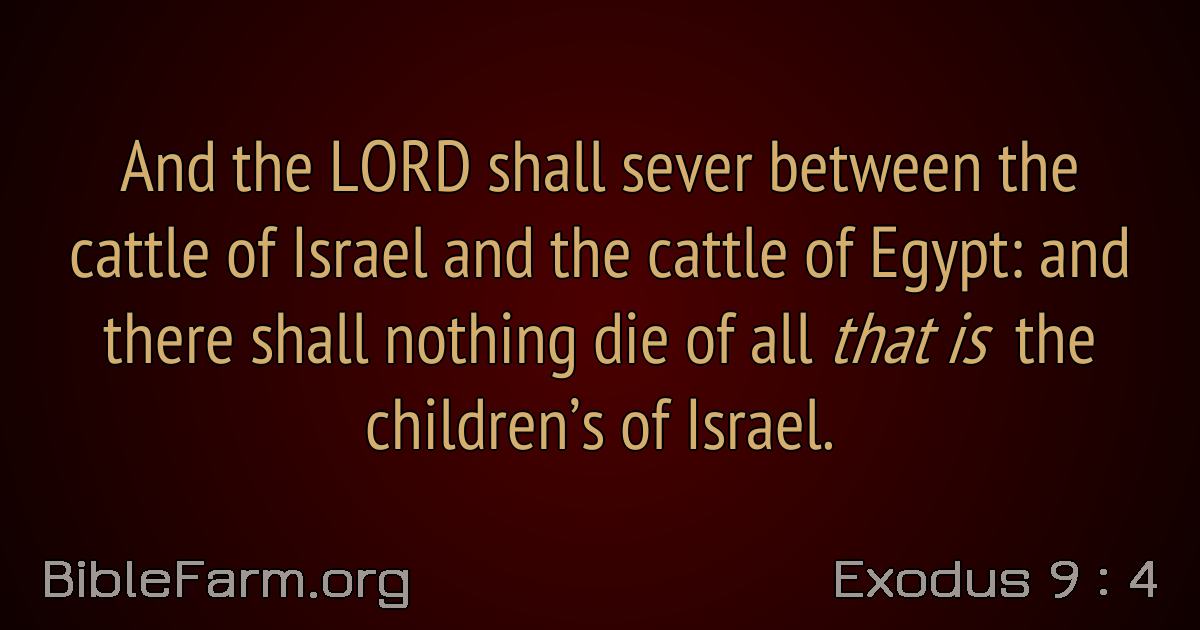 And the LORD shall sever between the
cattle of Israel and the cattle of Egypt: and
there shall nothing die of all that is the
children’s of Israel.
BibleFarm.org
Exodus 9 : 4